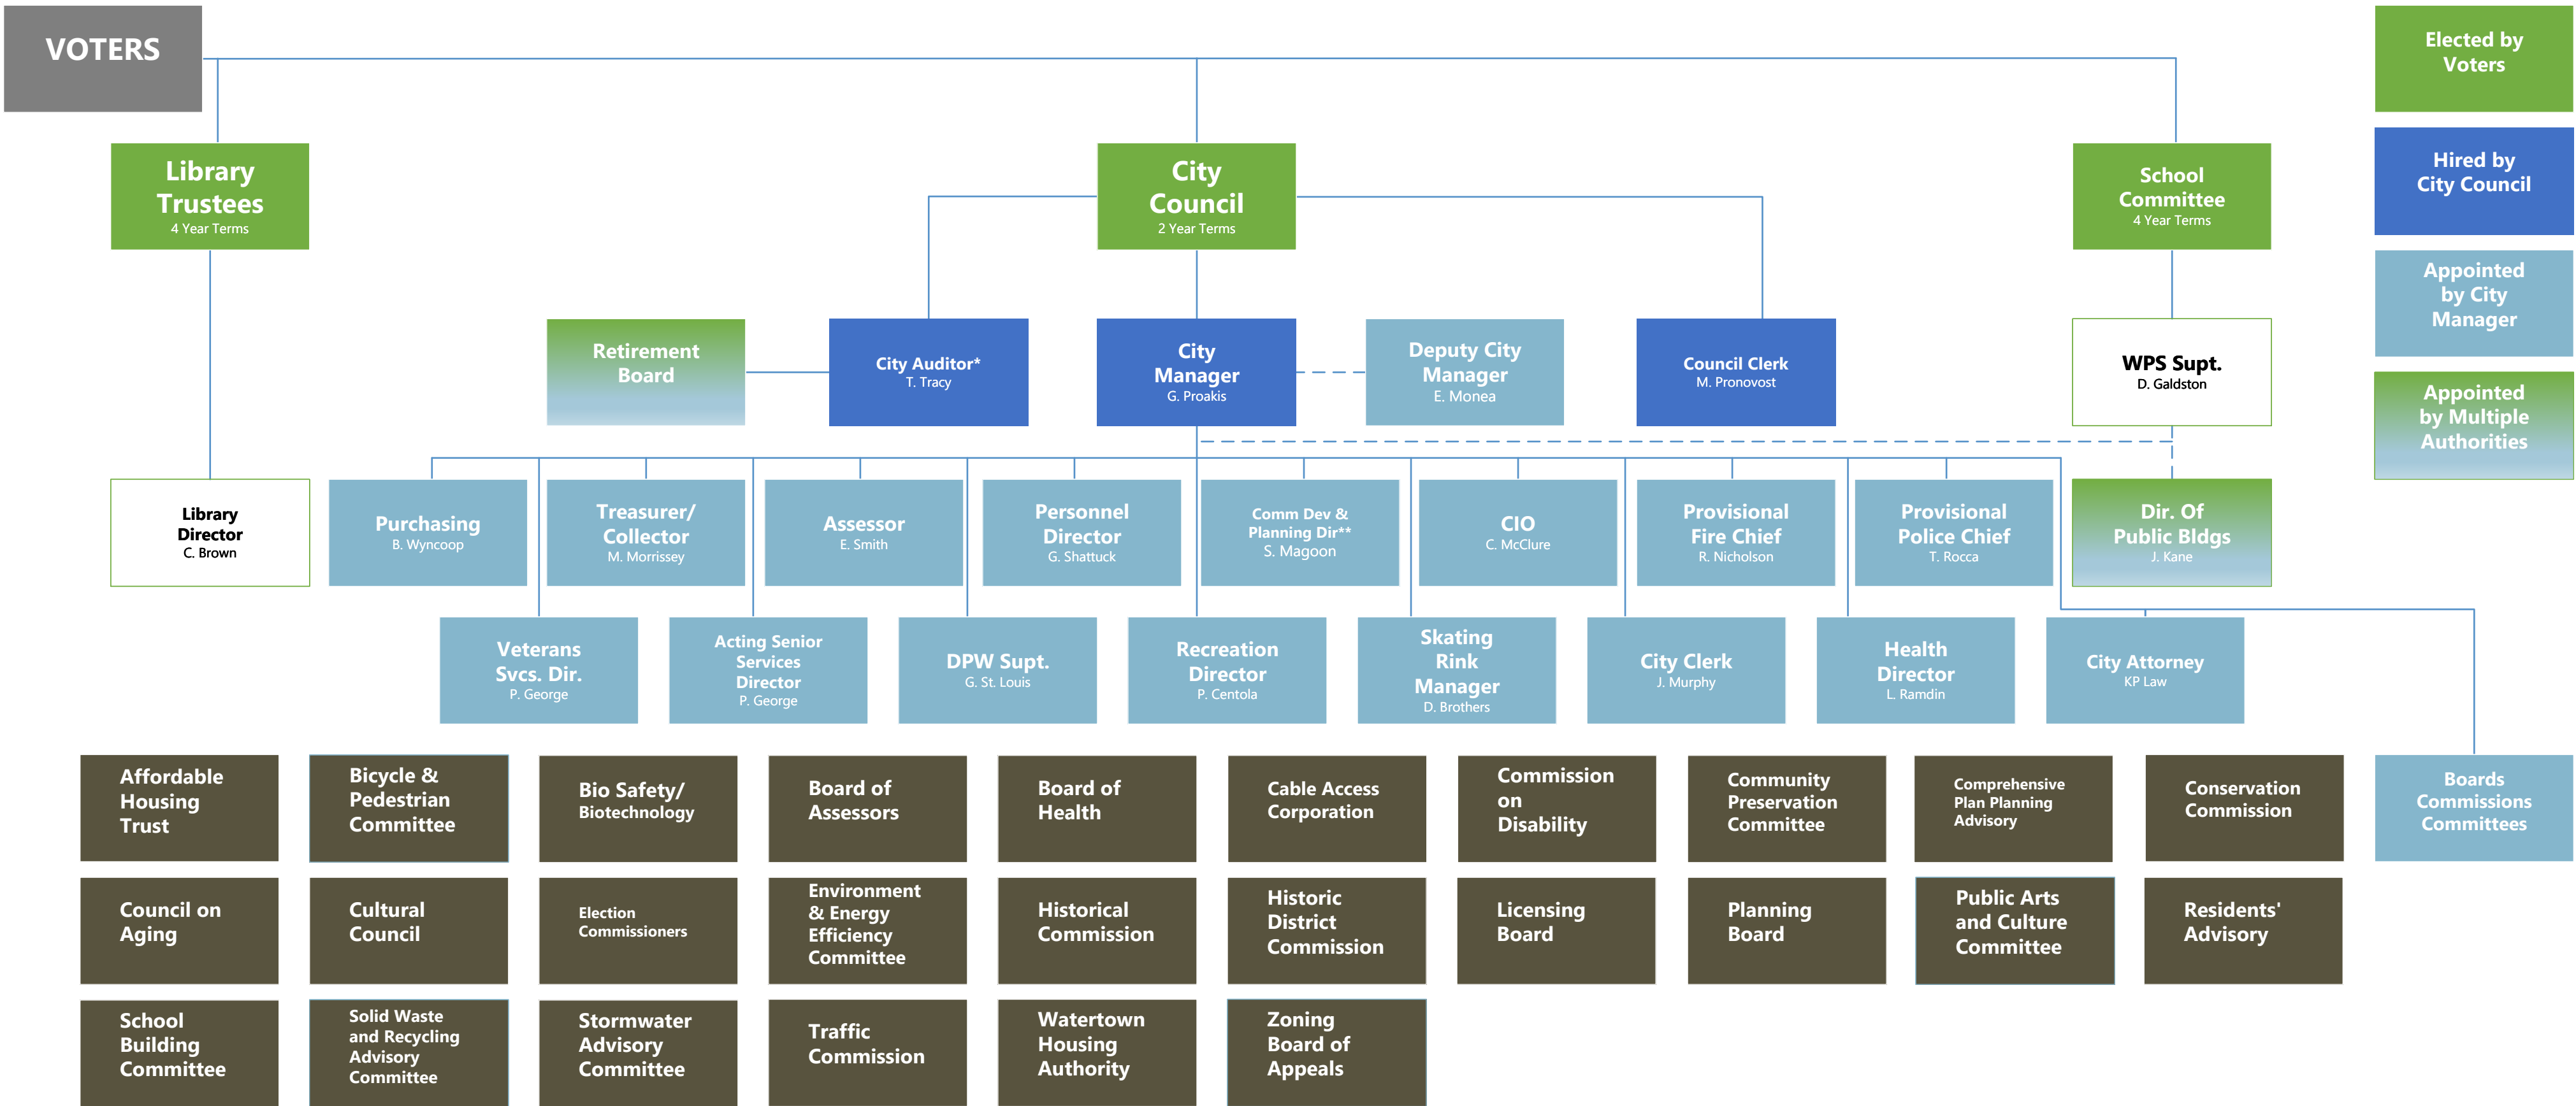 VOTERS
Elected by
Voters
Hired by
City Council
Appointed
by City
Manager
Appointed
by Multiple
Authorities
Library
Trustees
4 Year Terms
City
Council
2 Year Terms
School
Committee
4 Year Terms
Retirement
Board
City Auditor*
T. Tracy
City
Manager
G. Proakis
Deputy City
Manager
E. Monea
Council Clerk
M. Pronovost
WPS Supt.
D. Galdston
Library
Director
C. Brown
Purchasing
B. Wyncoop
Treasurer/
Collector
M. Morrissey
Assessor
E. Smith
Personnel
Director
G. Shattuck
Comm Dev &
Planning Dir**
S. Magoon
CIO
C. McClure
Provisional
Fire Chief
R. Nicholson
Provisional
Police Chief
T. Rocca
Dir. Of
Public Bldgs
J. Kane
Veterans
Svcs. Dir.
P. George
Acting Senior
Services
Director
P. George
DPW Supt.
G. St. Louis
Recreation
Director
P. Centola
Skating
Rink
Manager
D. Brothers
City Clerk
J. Murphy
Health
Director
L. Ramdin
City Attorney
KP Law
Affordable
Housing
Trust
Bicycle &
Pedestrian
Committee
Bio Safety/
Biotechnology
Board of
Assessors
Board of
Health
Cable Access
Corporation
Commission
on
Disability
Community
Preservation
Committee
Comprehensive
Plan Planning
Advisory
Conservation
Commission
Boards
Commissions
Committees
Council on
Aging
Cultural
Council
Election
Commissioners
Environment
& Energy
Efficiency
Committee
Historical
Commission
Historic
District
Commission
Licensing
Board
Planning
Board
Public Arts
and Culture
Committee
Residents'
Advisory
School
Building
Committee
Solid Waste
and Recycling
Advisory
Committee
Stormwater
Advisory
Committee
Traffic
Commission
Watertown
Housing
Authority
Zoning
Board of
Appeals